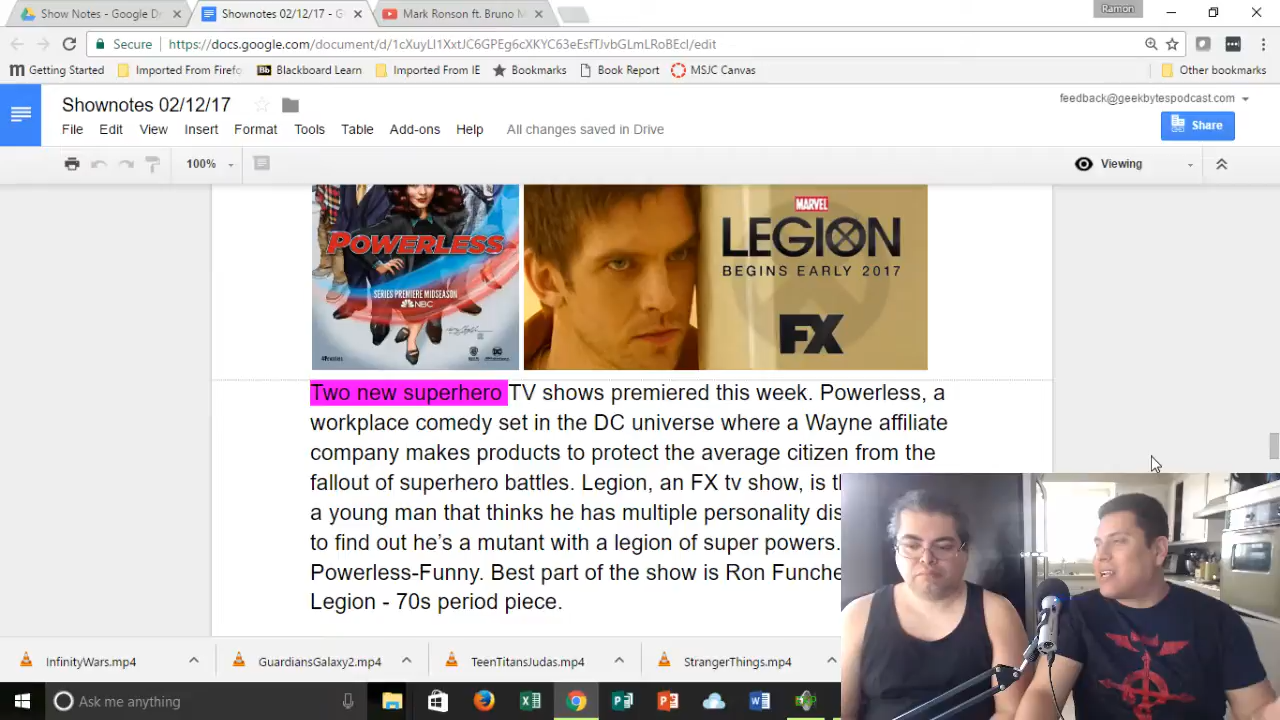 Show Notes - Google Dr
Shownotes 02/12/17 - G
Mark Ronson ft. Bruno M
Ramon
Secure
https://docs.google.com/document/d/1cXuyLI1XxtJC6GPEg6cXKYC63eEsfTJvbGLmLRoBEcI/edit
Getting Started
Imported From Firefo
Bb Blackboard Learn
Imported From IE
Bookmarks
Book Report
MSJC Canvas
Other bookmarks
Shownotes 02/12/17
feedback@geekbytespodcast.com
File Edit View Insert Format Tools Table Add-ons Help All changes saved in Drive
Share
100%
Viewing
POWERLESS
SERIES PREMIERE MIDSEASON
NBC
MARVEL
LEGION
BEGINS EARLY 2017
FX
Two new superhero TV shows premiered this week. Powerless, a
workplace comedy set in the DC universe where a Wayne affiliate
company makes products to protect the average citizen from the
fallout of superhero battles. Legion, an FX tv show, is
a young man that thinks he has multiple personality
to find out he's a mutant with a legion of super powers.
Powerless-Funny. Best part of the show is Ron
Legion - 70s period piece.
InfinityWars.mp4
GuardiansGalaxy2.mp4
TeenTitansJudas.mp4
StrangerThings.mp4
Ask me anything